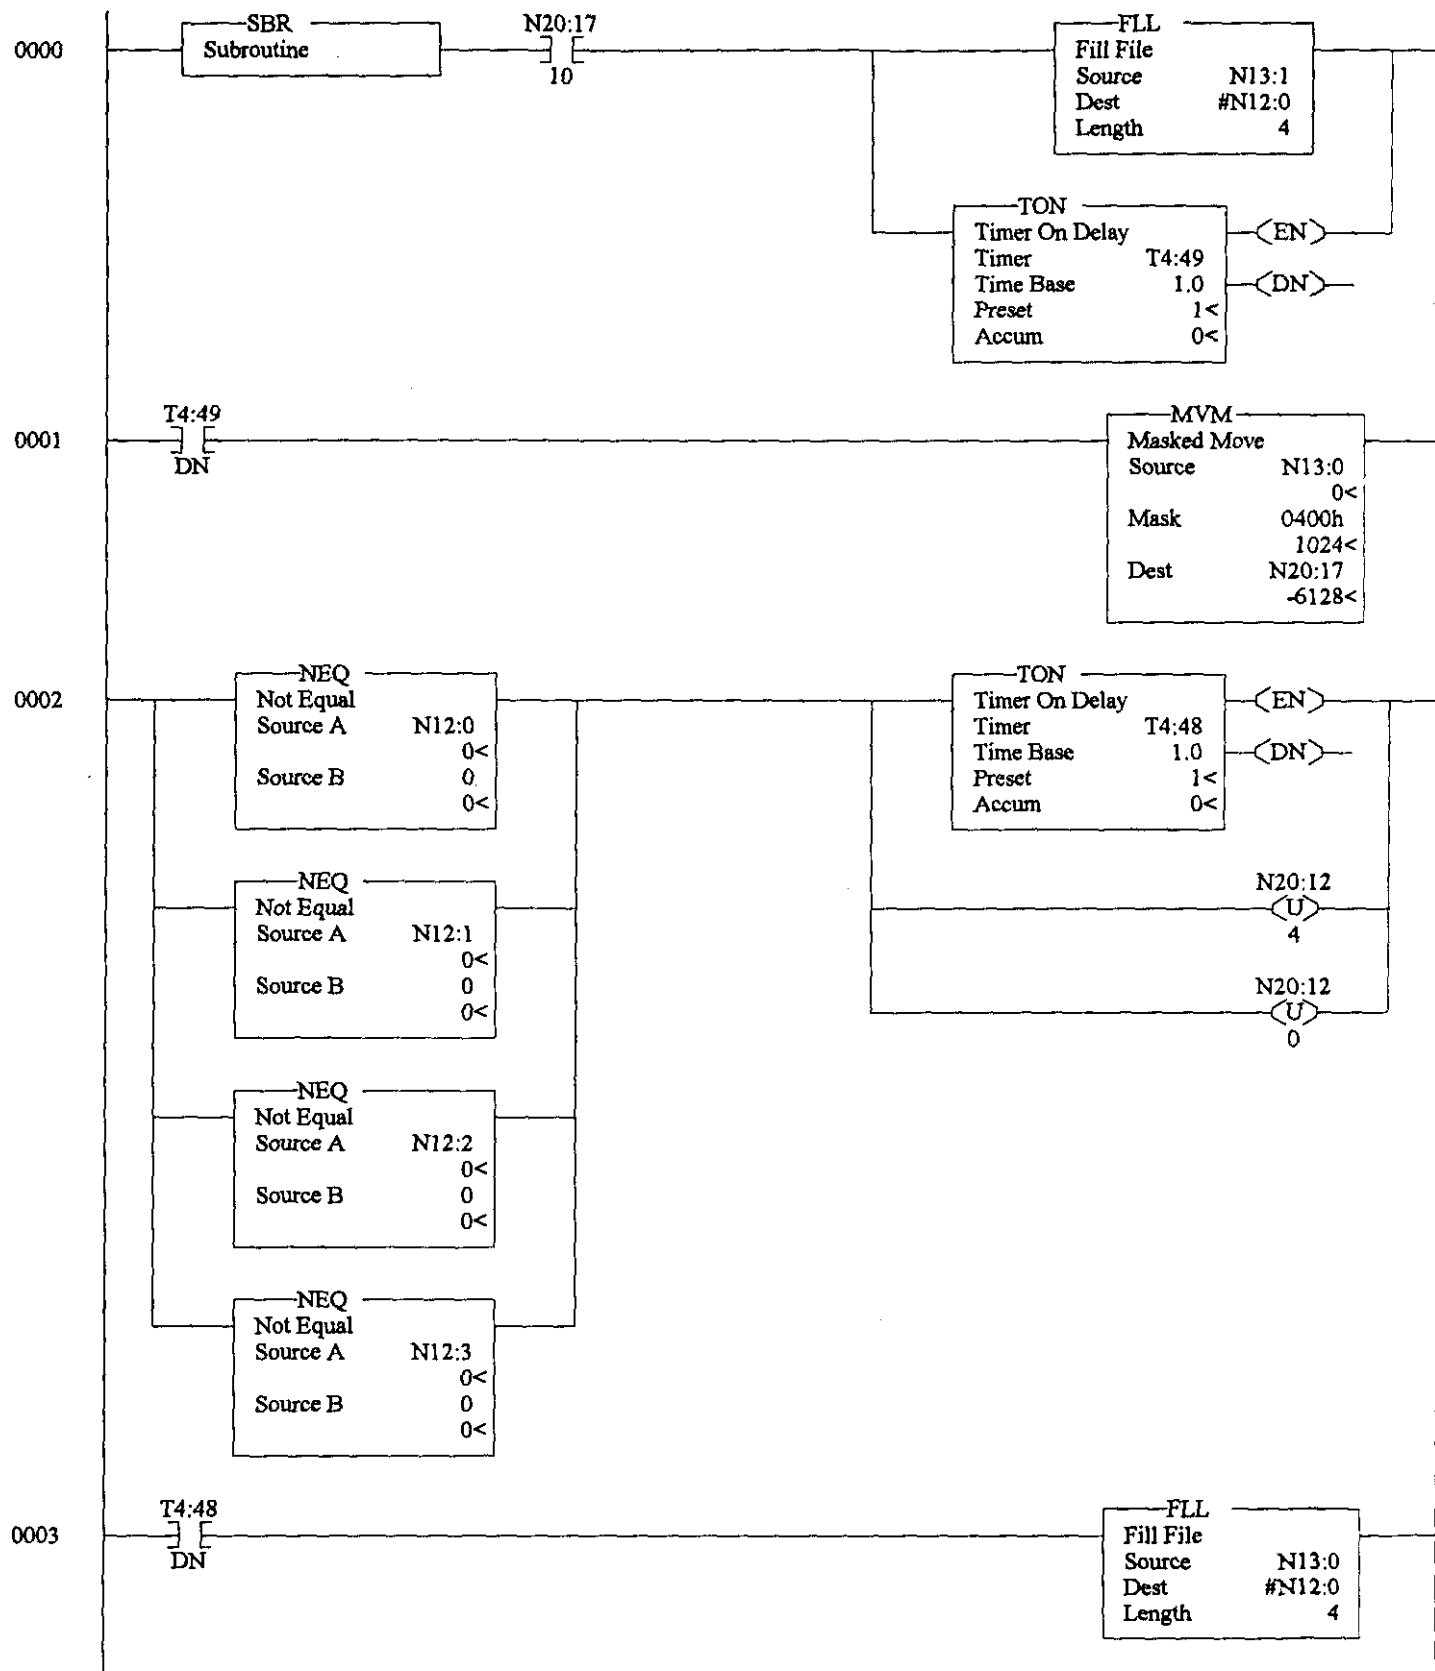 SBR
N20:17
FLL
0000
Subroutine
Fill File
10
Source N13:1
Dest #N12:0
Length 4
TON
Timer On Delay
EN
Timer T4:49
Time Base 1.0
DN
Preset 1<
Accum 0<
T4:49
MVM
0001
Masked Move
DN
Source N13:0
0<
Mask 0400h
1024<
Dest N20:17
-6128<
NEQ
TON
0002
Not Equal
Timer On Delay
EN
Source A N12:0
Timer T4:48
0<
Time Base 1.0
DN
Source B 0
Preset 1<
0<
Accum 0<
NEQ
N20:12
Not Equal
U
Source A N12:1
4
0<
Source B 0
N20:12
0<
U
0
NEQ
Not Equal
Source A N12:2
0<
Source B 0
0<
NEQ
Not Equal
Source A N12:3
0<
Source B 0
0<
T4:48
FLL
0003
Fill File
DN
Source N13:0
Dest #N12:0
Length 4